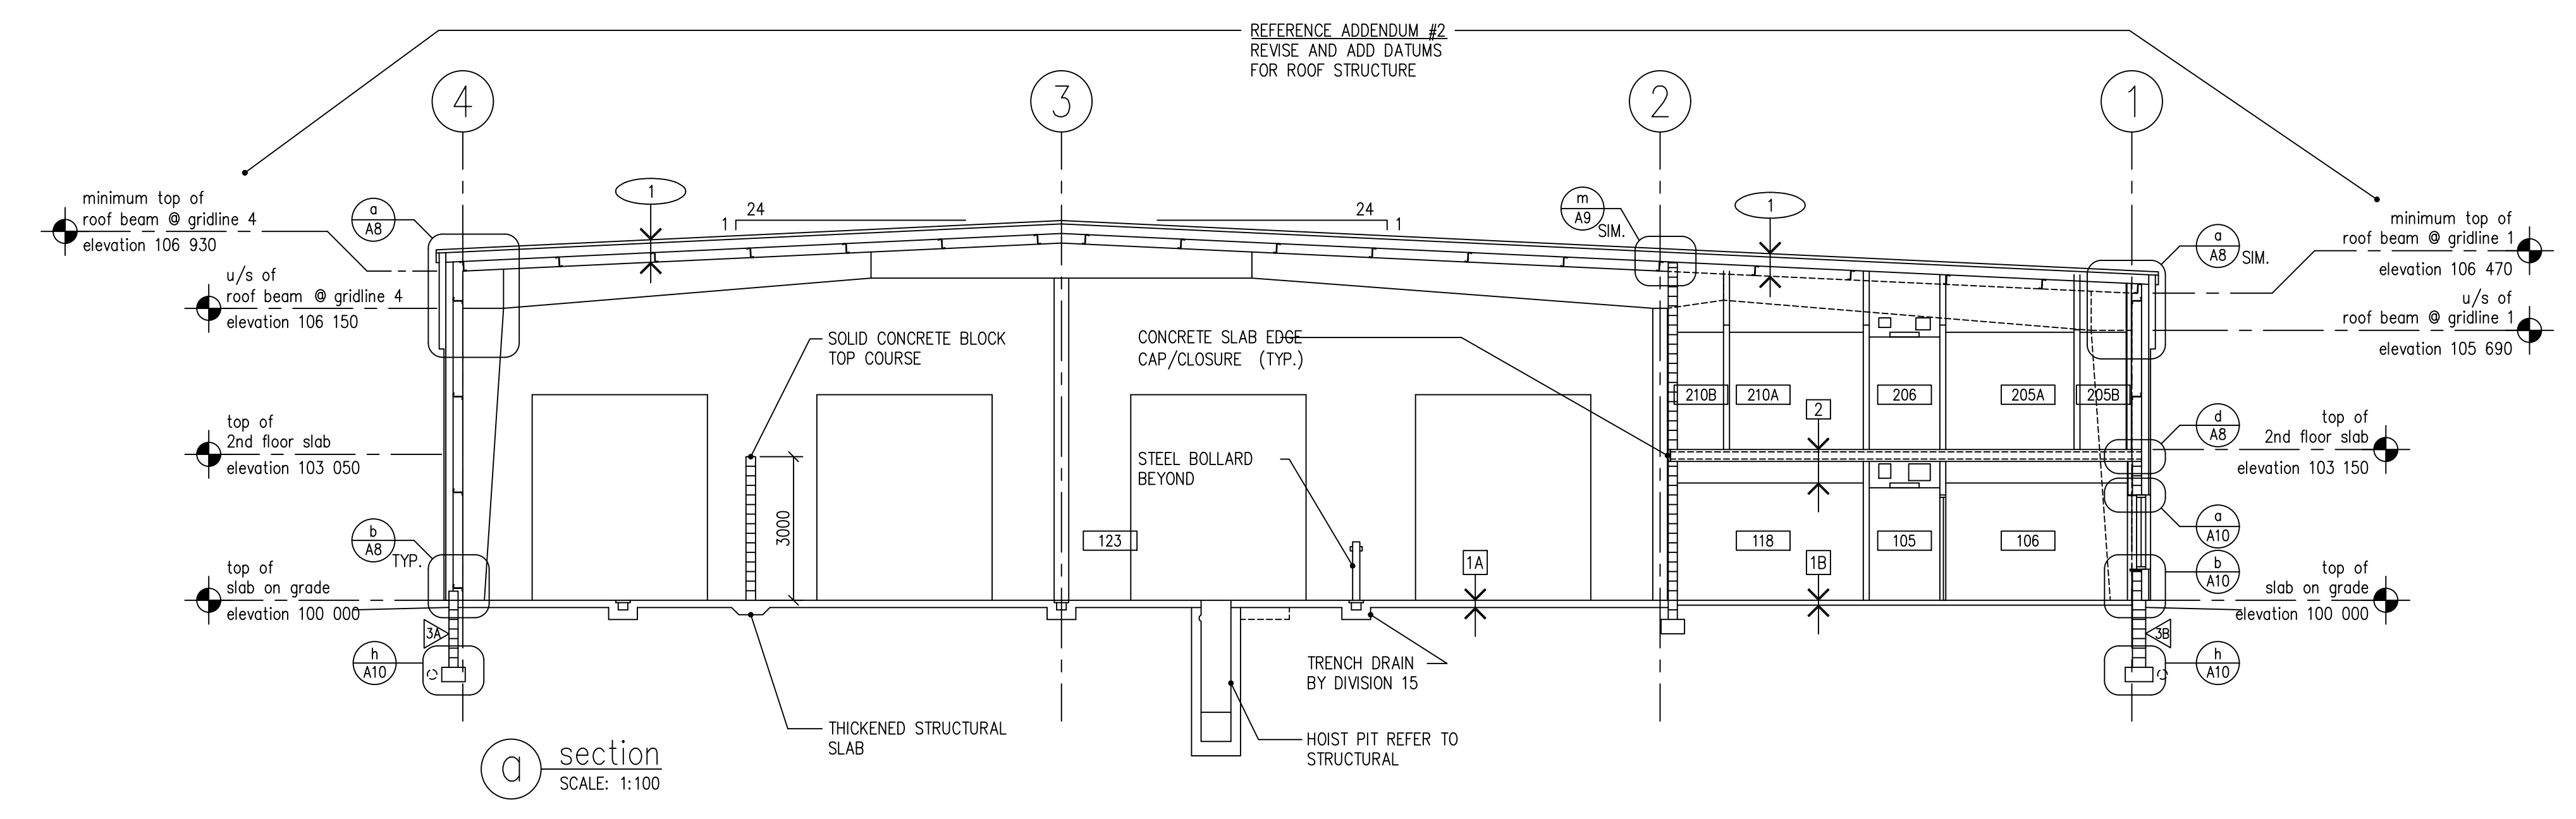 REFERENCE ADDENDUM #2
REVISE AND ADD DATUMS
FOR ROOF STRUCTURE
4
3
2
1
minimum top of
roof beam @ gridline 4
elevation 106 930
a
A8
1
24
1
24
1
m
A9
SIM.
1
a
A8
SIM.
minimum top of
roof beam @ gridline 1
elevation 106 470
u/s of
roof beam @ gridline 4
elevation 106 150
u/s of
roof beam @ gridline 1
elevation 105 690
SOLID CONCRETE BLOCK
TOP COURSE
CONCRETE SLAB EDGE
CAP/CLOSURE (TYP.)
210B
210A
206
205A
205B
2
top of
2nd floor slab
elevation 103 050
STEEL BOLLARD
BEYOND
d
A8
top of
2nd floor slab
elevation 103 150
3000
b
A8
TYP.
123
118
105
106
a
A10
1A
1B
b
A10
top of
slab on grade
elevation 100 000
top of
slab on grade
elevation 100 000
3A
3B
h
A10
h
A10
TRENCH DRAIN
BY DIVISION 15
THICKENED STRUCTURAL
SLAB
HOIST PIT REFER TO
STRUCTURAL
a
section
SCALE: 1:100